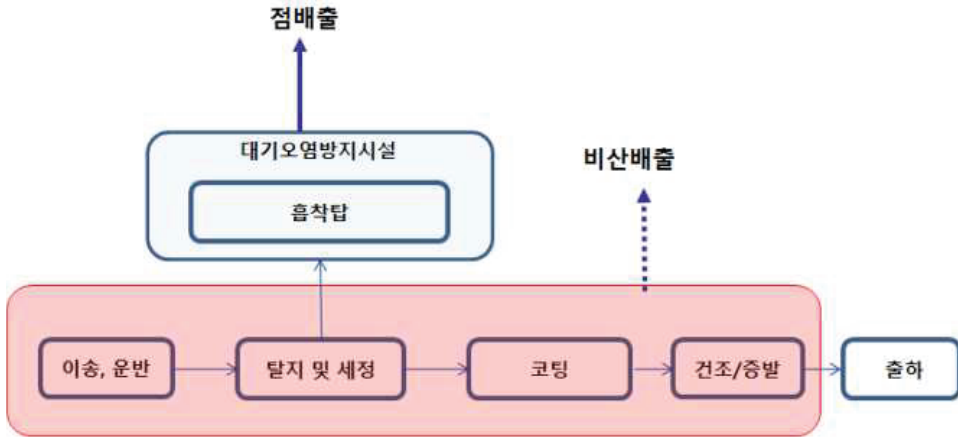 점배출
대기오염방지시설
비산배출
흡착탑
이송, 운반
탈지 및 세정
코팅
건조/증발
출하